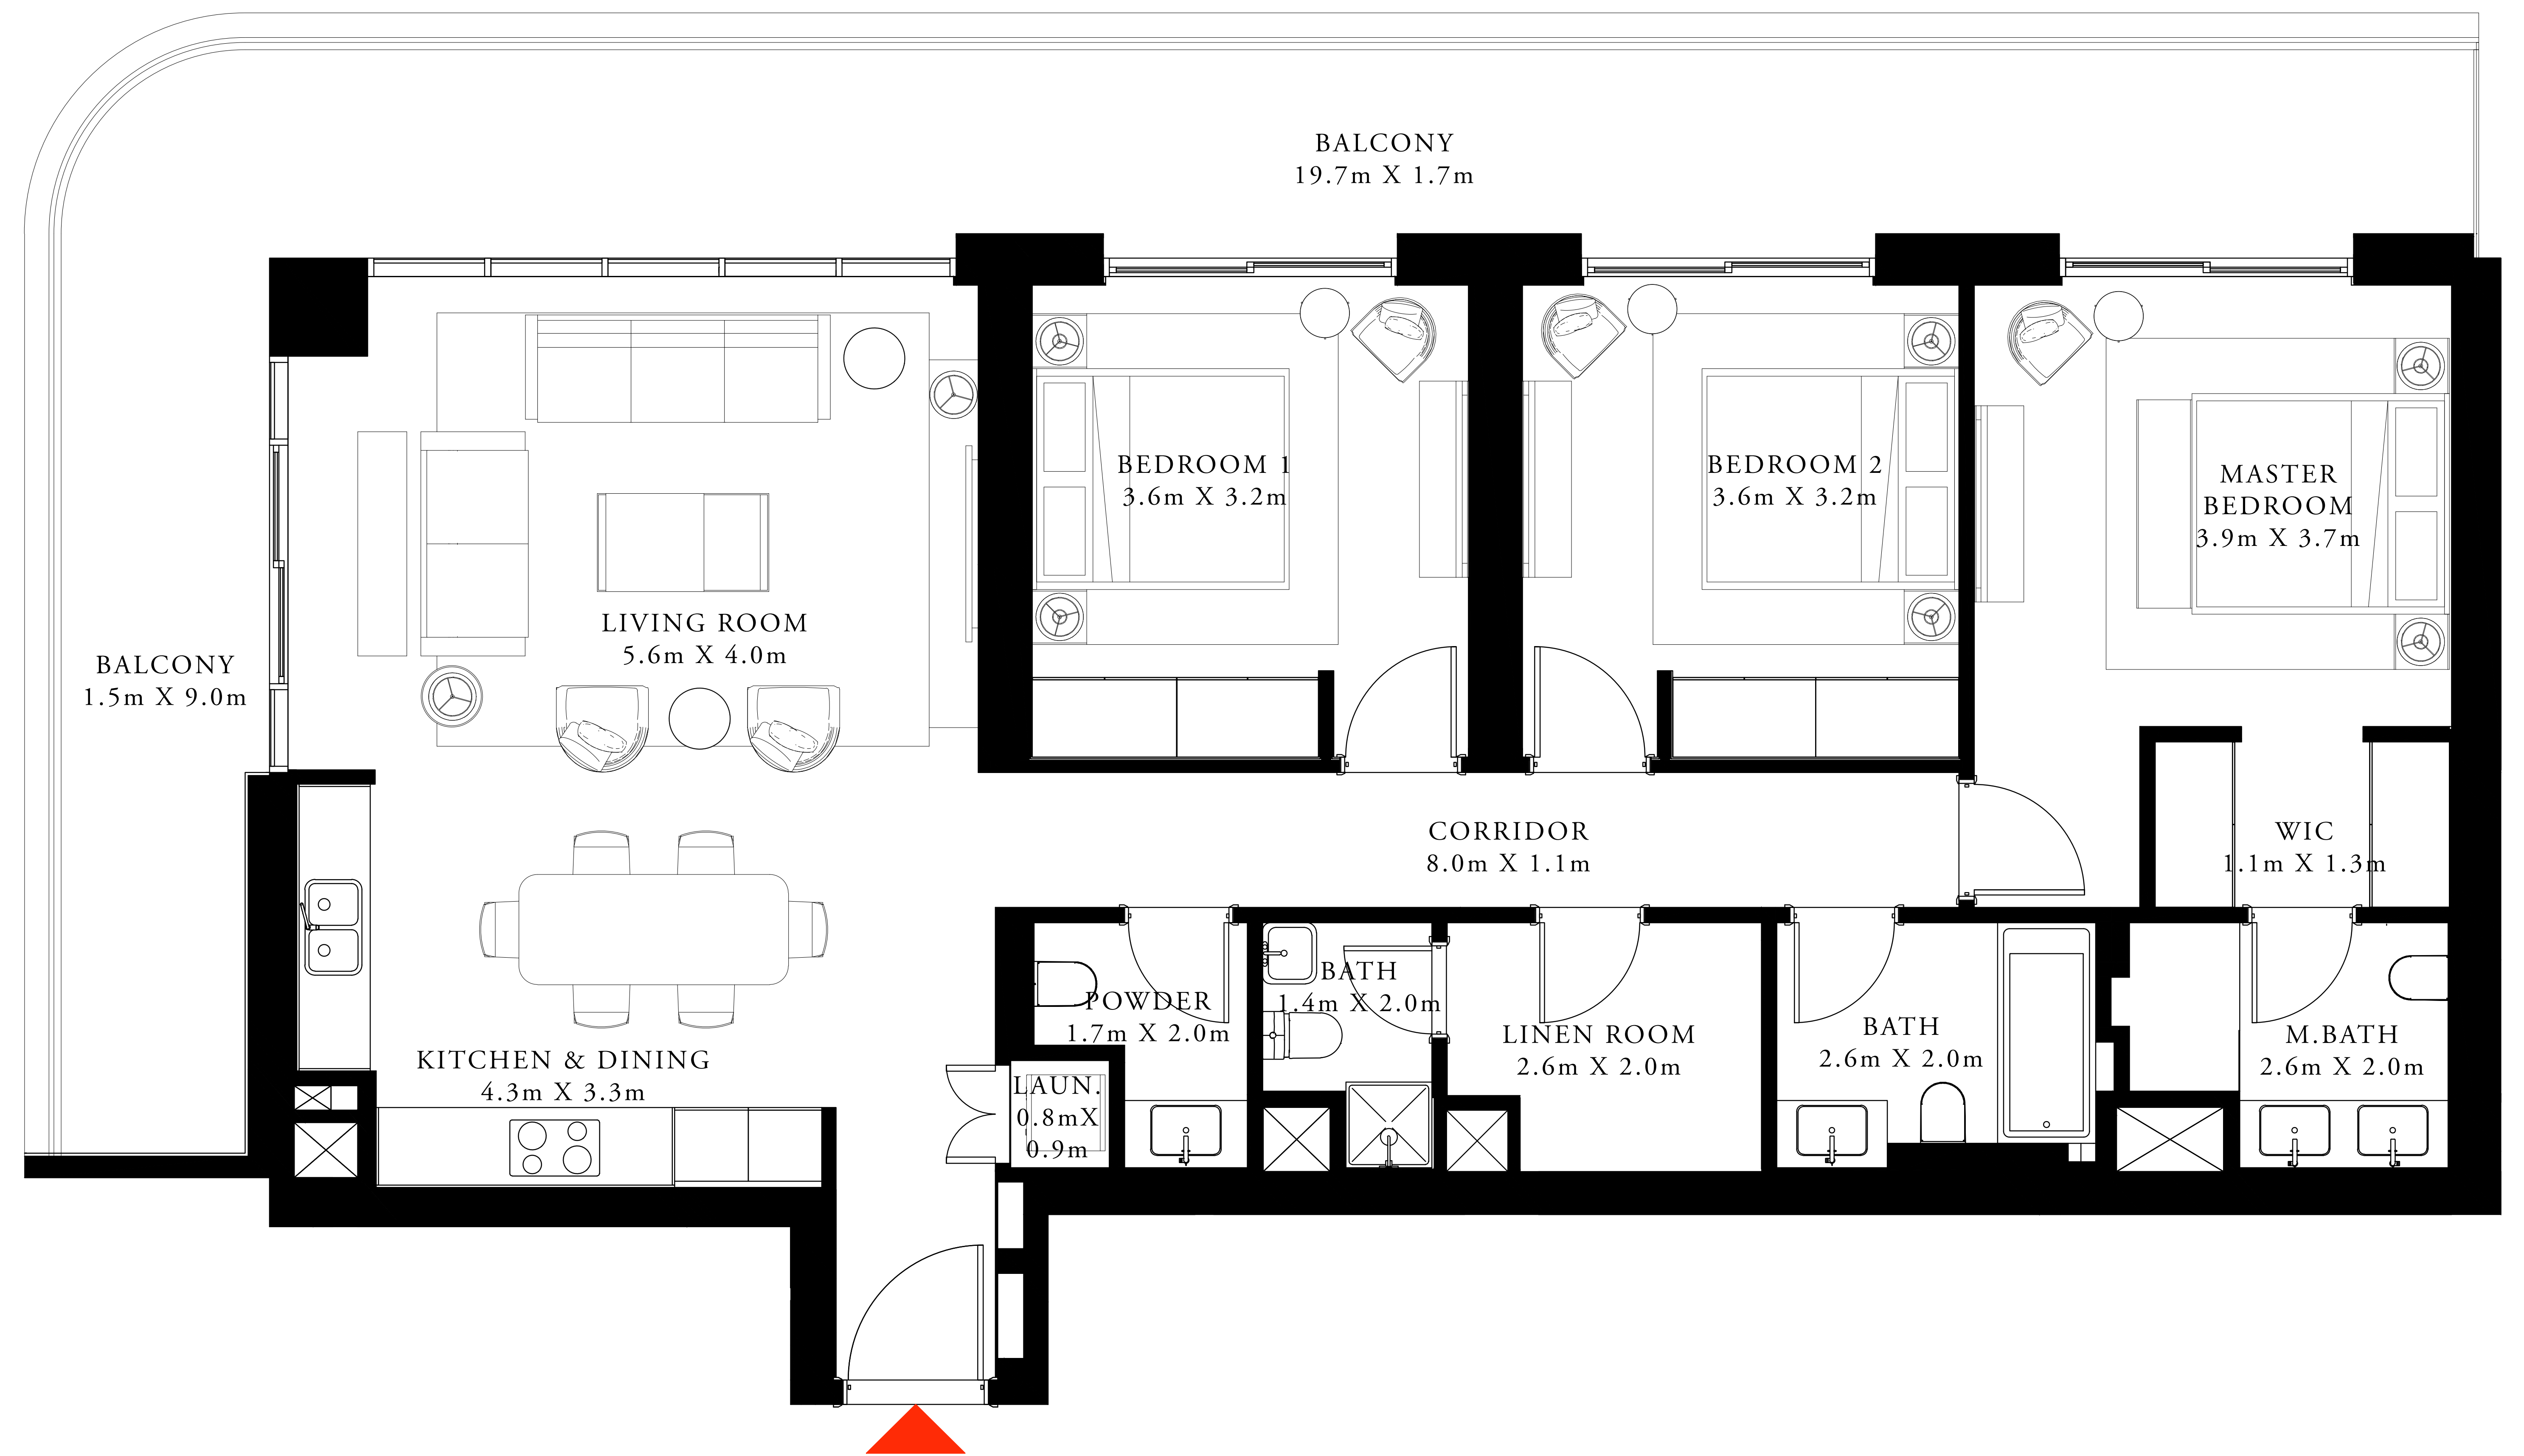 BALCONY
19.7m X 1.7m
BEDROOM 1
3.6m X 3.2m
BEDROOM 2
3.6m X 3.2m
MASTER
BEDROOM
3.9m X 3.7m
LIVING ROOM
5.6m X 4.0m
BALCONY
1.5m X 9.0m
CORRIDOR
8.0m X 1.1m
WIC
1.1m X 1.3m
KITCHEN & DINING
4.3m X 3.3m
POWDER
1.7m X 2.0m
BATH
1.4m X 2.0m
LINEN ROOM
2.6m X 2.0m
BATH
2.6m X 2.0m
M.BATH
2.6m X 2.0m
LAUN.
0.8mX
0.9m